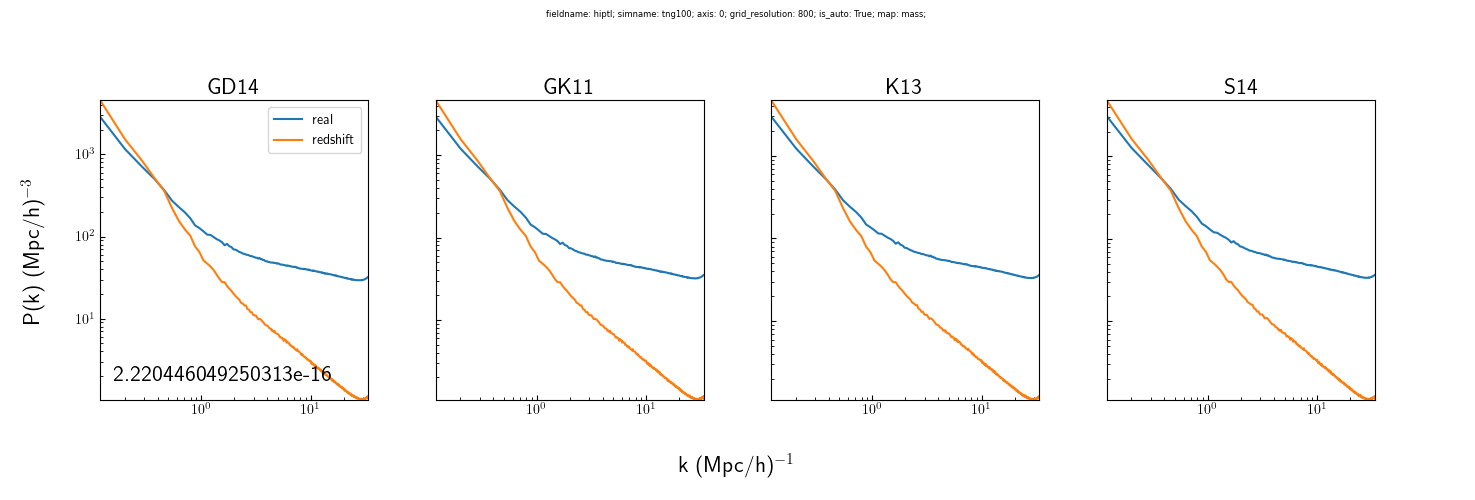 fieldname: hiptl; simname: tng100; axis: 0; grid_resolution: 800; is_auto: True; map: mass;
GD14
GK11
K13
S14
real
redshift
P(k) (Mpc/h)⁻³
10³
10²
10¹
2.220446049250313e-16
10⁰ 10¹
10⁰ 10¹
10⁰ 10¹
10⁰ 10¹
k (Mpc/h)⁻¹